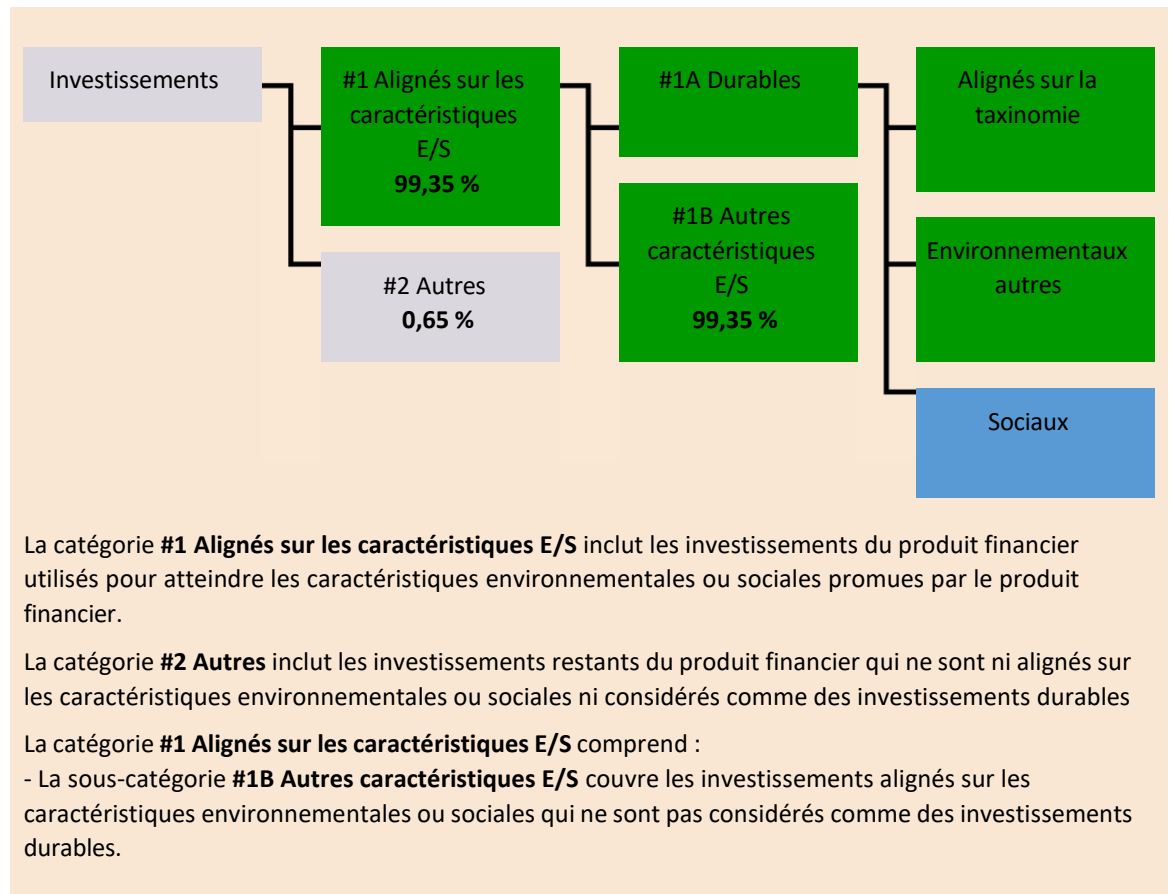 Investissements
#1 Alignés sur les
caractéristiques
E/S
99,35 %
#2 Autres
0,65 %
#1A Durables
#1B Autres
caractéristiques
E/S
99,35 %
Alignés sur la
taxinomie
Environnementaux
autres
Sociaux
La catégorie #1 Alignés sur les caractéristiques E/S inclut les investissements du produit financier
utilisés pour atteindre les caractéristiques environnementales ou sociales promues par le produit
financier.
La catégorie #2 Autres inclut les investissements restants du produit financier qui ne sont ni alignés sur
les caractéristiques environnementales ou sociales ni considérés comme des investissements durables
La catégorie #1 Alignés sur les caractéristiques E/S comprend :
- La sous-catégorie #1B Autres caractéristiques E/S couvre les investissements alignés sur les
caractéristiques environnementales ou sociales qui ne sont pas considérés comme des investissements
durables.